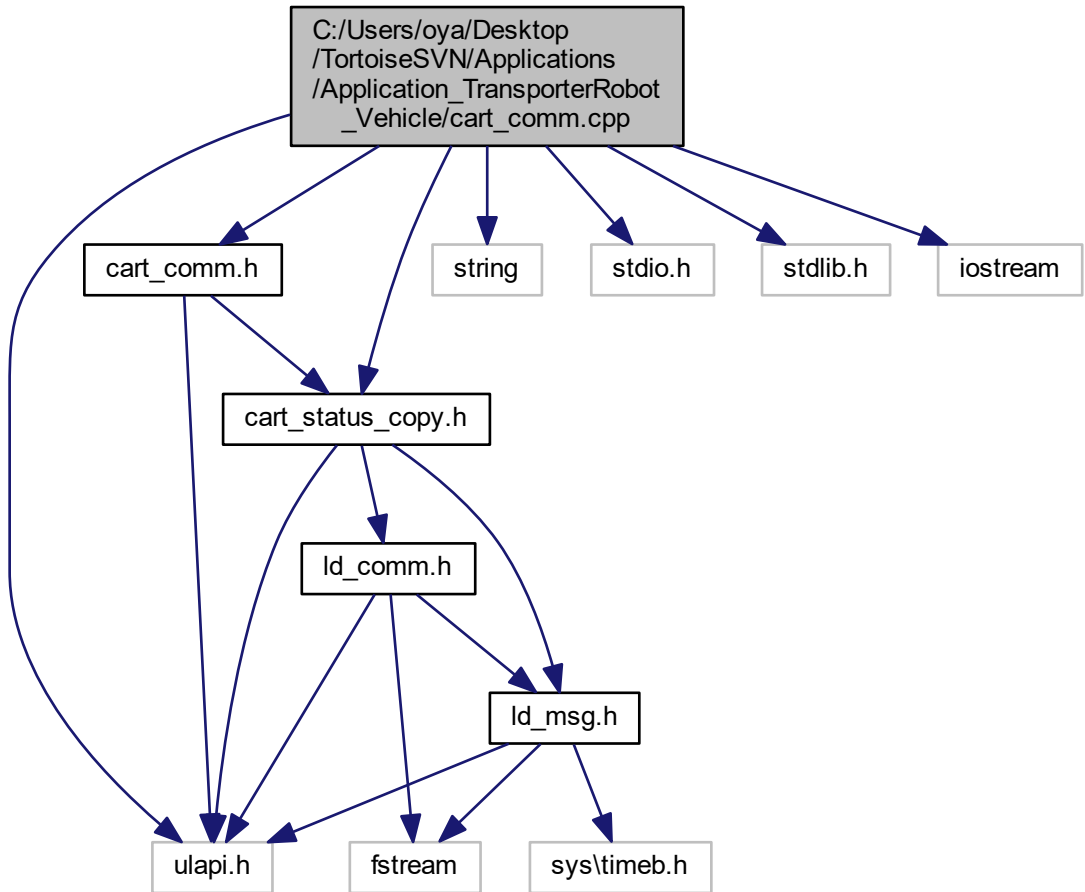 C:/Users/oya/Desktop
/TortoiseSVN/Applications
/Application_TransporterRobot
_Vehicle/cart_comm.cpp
cart_comm.h
string
stdio.h
stdlib.h
iostream
cart_status_copy.h
ld_comm.h
ld_msg.h
ulapi.h
fstream
sys\timeb.h